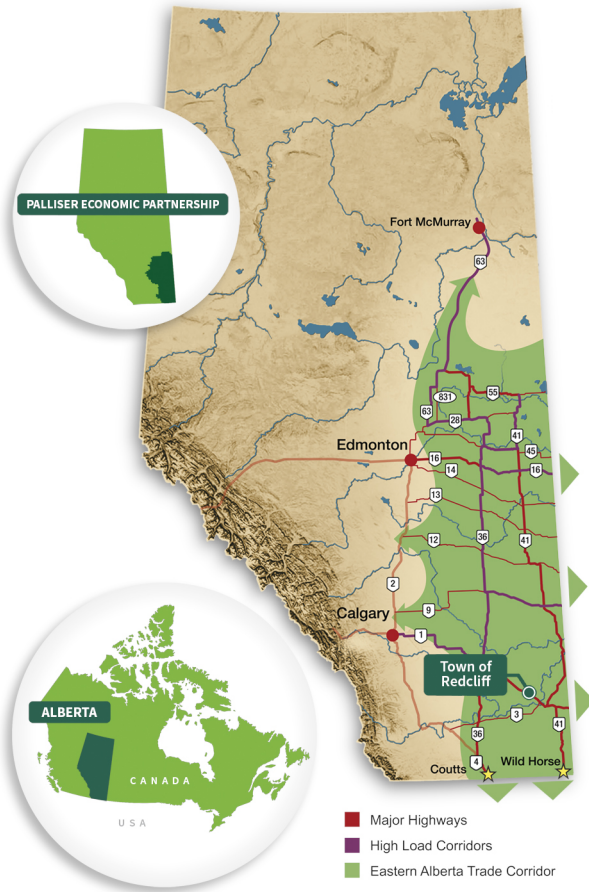 PALLISER ECONOMIC PARTNERSHIP
Fort McMurray
63
55
831
63
28
41
45
Edmonton
16
16
14
13
36
41
12
2
9
Calgary
1
Town of
Redcliff
3
41
36
4
Coutts
Wild Horse
ALBERTA
CANADA
USA
Major Highways
High Load Corridors
Eastern Alberta Trade Corridor